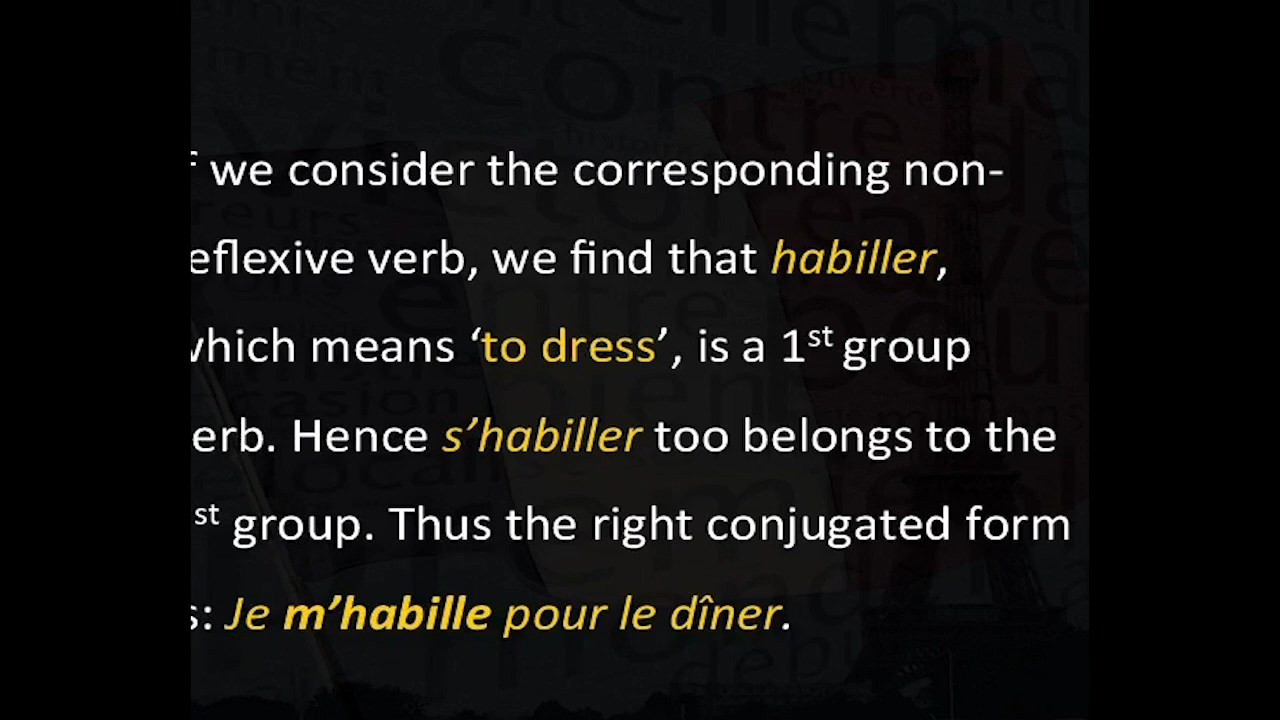 f we consider the corresponding non-
eflexive verb, we find that habiller,
which means ‘to dress’, is a 1st group
erb. Hence s’habiller too belongs to the
st group. Thus the right conjugated form
s: Je m’habille pour le dîner.